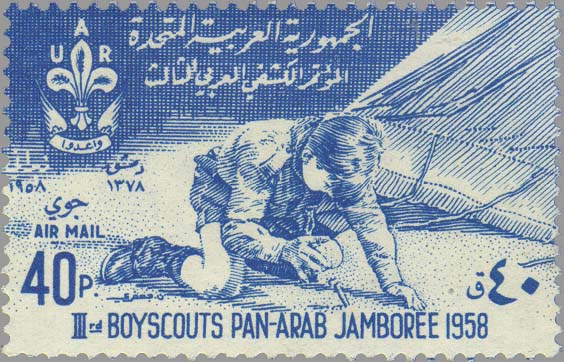 الجمهورية العربية المتحدة
المؤتمر الكشفي العربي الثالث
U A R
واعدوا
دمشق
١٩٥٨ ١٣٧٨
جوي
AIR MAIL
40 P.
٤٠ ق
IIIrd BOYSCOUTS PAN-ARAB JAMBOREE 1958